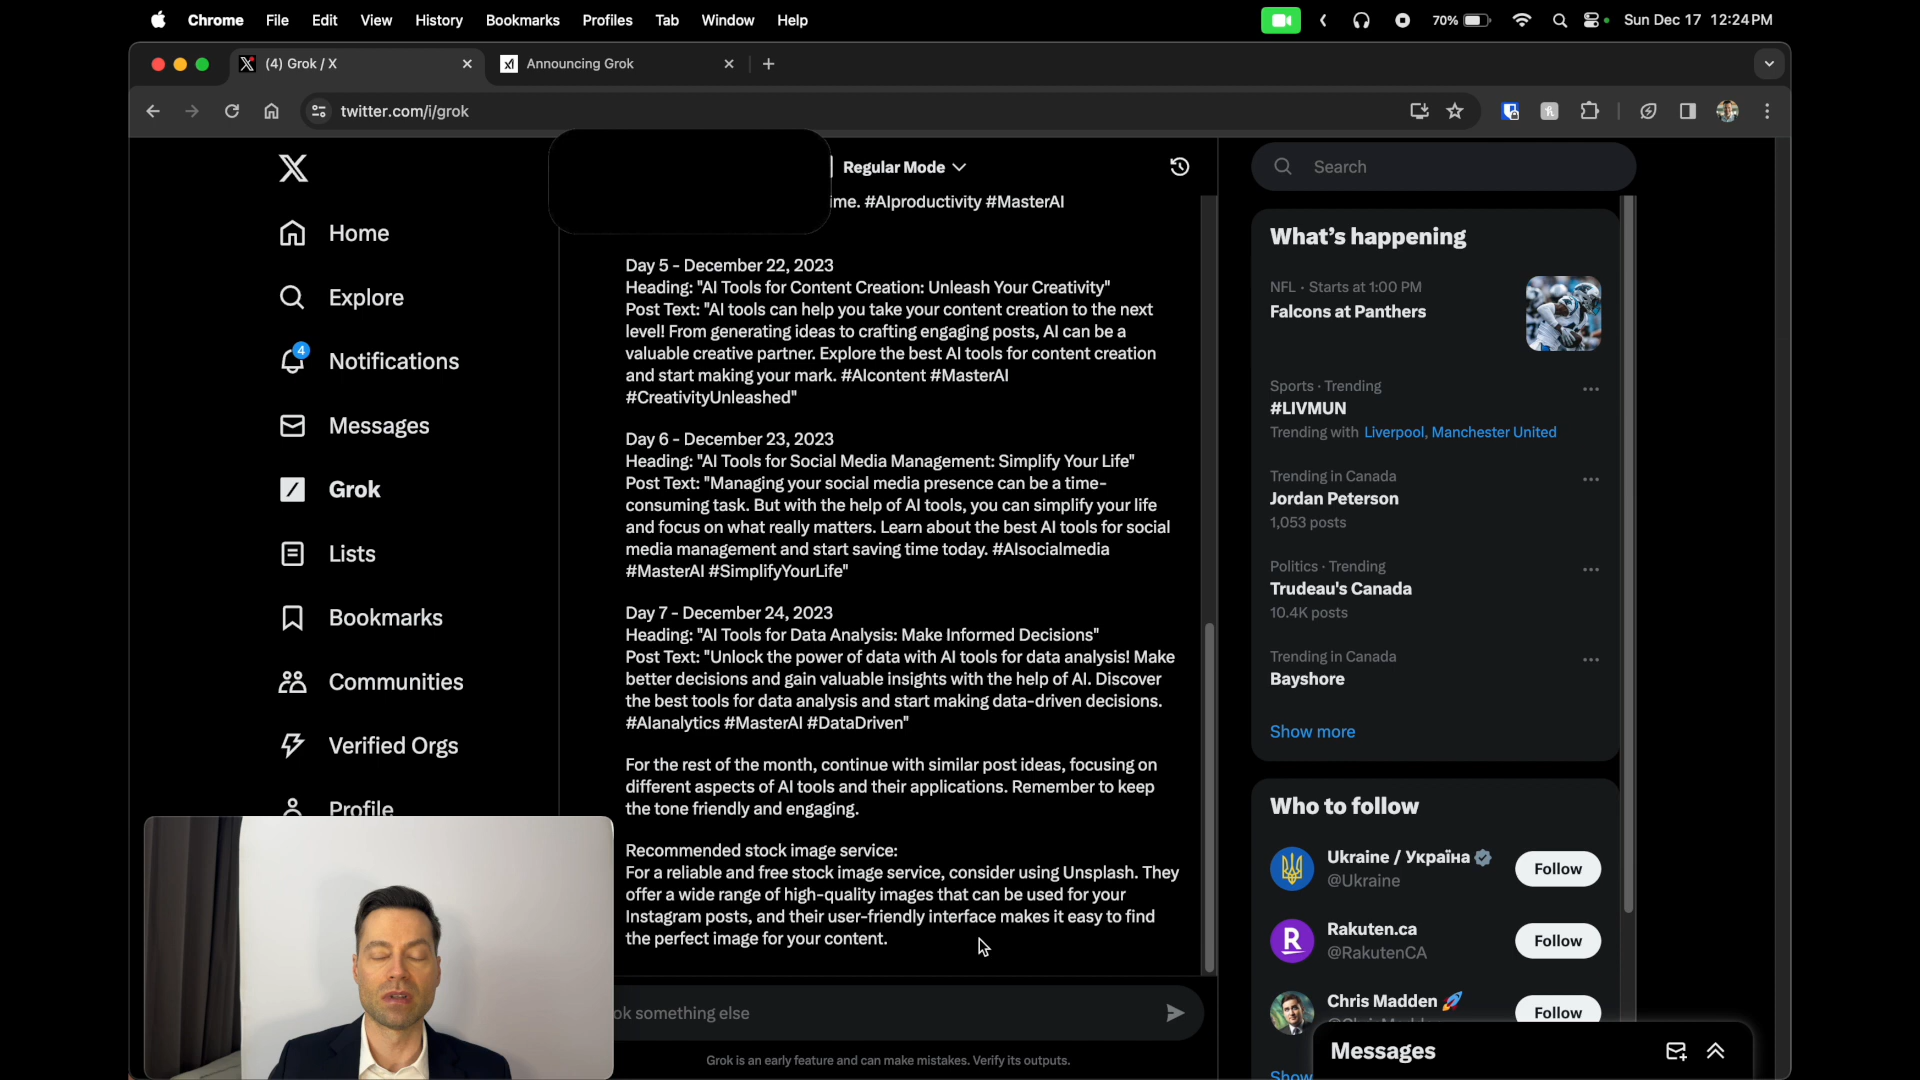 Chrome File Edit View History Bookmarks Profiles Tab Window Help
70%
Sun Dec 17 12:24 PM
(4) Grok / X
Announcing Grok
twitter.com/i/grok
Home
Explore
4
Notifications
Messages
Grok
Lists
Bookmarks
Communities
Verified Orgs
Profile
Regular Mode
ime. #AIproductivity #MasterAI
Day 5 - December 22, 2023
Heading: "AI Tools for Content Creation: Unleash Your Creativity"
Post Text: "AI tools can help you take your content creation to the next
level! From generating ideas to crafting engaging posts, AI can be a
valuable creative partner. Explore the best AI tools for content creation
and start making your mark. #AIcontent #MasterAI
#CreativityUnleashed"
Day 6 - December 23, 2023
Heading: "AI Tools for Social Media Management: Simplify Your Life"
Post Text: "Managing your social media presence can be a time-
consuming task. But with the help of AI tools, you can simplify your life
and focus on what really matters. Learn about the best AI tools for social
media management and start saving time today. #AIsocialmedia
#MasterAI #SimplifyYourLife"
Day 7 - December 24, 2023
Heading: "AI Tools for Data Analysis: Make Informed Decisions"
Post Text: "Unlock the power of data with AI tools for data analysis! Make
better decisions and gain valuable insights with the help of AI. Discover
the best tools for data analysis and start making data-driven decisions.
#AIanalytics #MasterAI #DataDriven"
For the rest of the month, continue with similar post ideas, focusing on
different aspects of AI tools and their applications. Remember to keep
the tone friendly and engaging.
Recommended stock image service:
For a reliable and free stock image service, consider using Unsplash. They
offer a wide range of high-quality images that can be used for your
Instagram posts, and their user-friendly interface makes it easy to find
the perfect image for your content.
ok something else
Grok is an early feature and can make mistakes. Verify its outputs.
Search
What's happening
NFL · Starts at 1:00 PM
Falcons at Panthers
Sports · Trending
#LIVMUN
Trending with Liverpool, Manchester United
Trending in Canada
Jordan Peterson
1,053 posts
Politics · Trending
Trudeau's Canada
10.4K posts
Trending in Canada
Bayshore
Show more
Who to follow
Ukraine / Україна
@Ukraine
Follow
R
Rakuten.ca
@RakutenCA
Follow
Chris Madden 🚀
Follow
Messages
Show